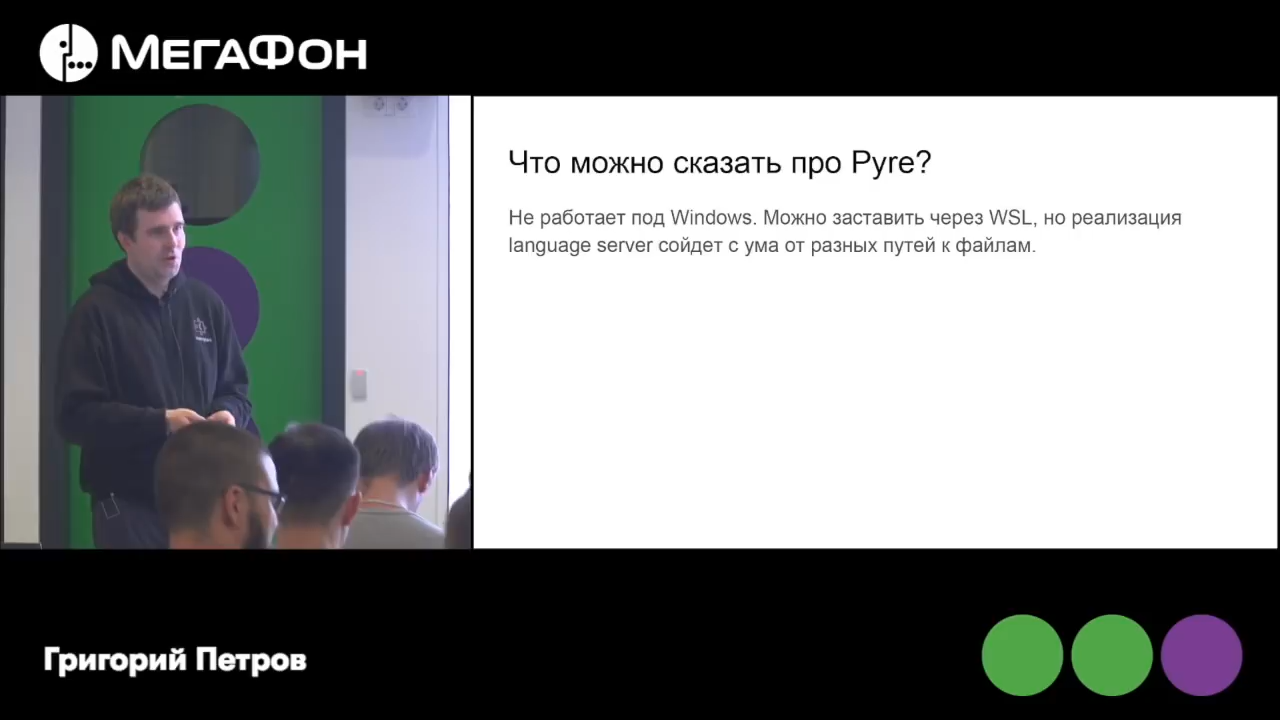 МЕГАФОН
Что можно сказать про Pyre?
Не работает под Windows. Можно заставить через WSL, но реализация
language server сойдет с ума от разных путей к файлам.
Григорий Петров